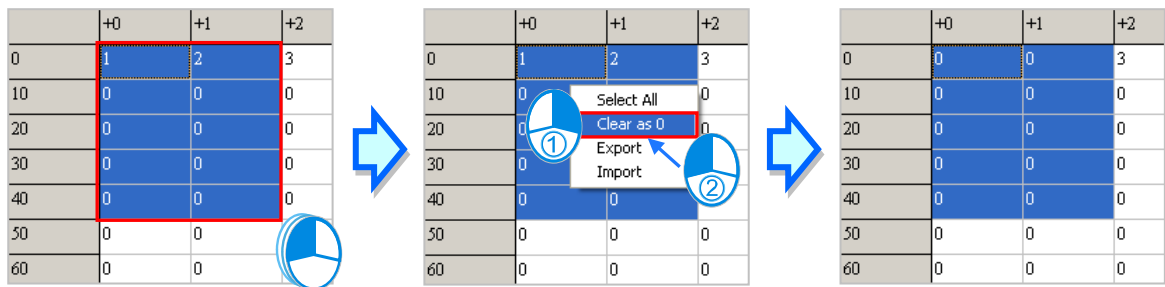 +0 +1 +2
0 1 2 3
10 0 0 0
20 0 0 0
30 0 0 0
40 0 0 0
50 0 0
60 0 0 0
+0 +1 +2
0 1 2 3
10 0 0
Select All
20 0 0
Clear as 0
①
30 0
Export
Import
②
40 0 0
50 0 0 0
60 0 0 0
+0 +1 +2
0 0 0 3
10 0 0 0
20 0 0 0
30 0 0 0
40 0 0 0
50 0 0 0
60 0 0 0